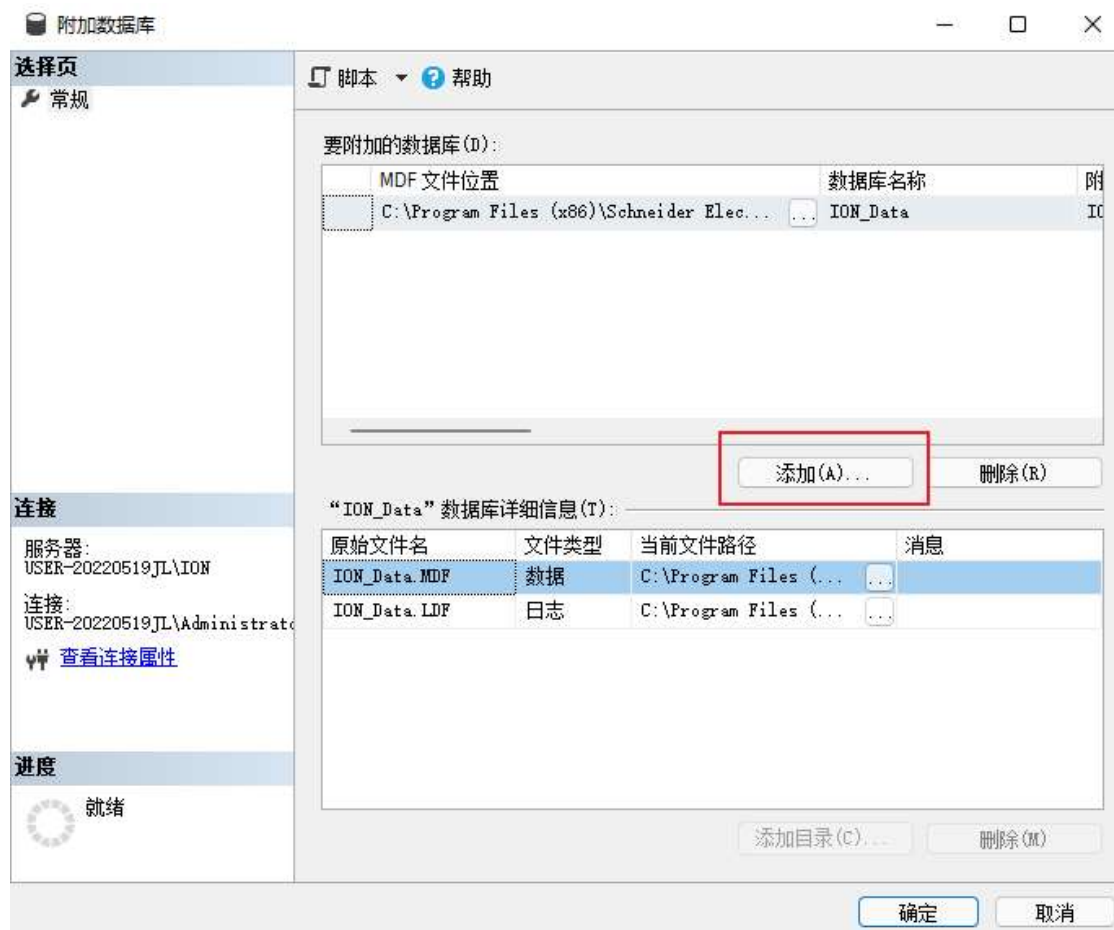 附加数据库
选择页
常规
脚本 帮助
要附加的数据库(D):
MDF 文件位置 数据库名称 附
C:\Program Files (x86)\Schneider Elec... ... ION_Data IO
添加(A)... 删除(R)
连接
服务器:
USER-20220519JL\ION
连接:
USER-20220519JL\Administrato
查看连接属性
“ION_Data”数据库详细信息(T):
原始文件名 文件类型 当前文件路径 消息
ION_Data.MDF 数据 C:\Program Files (... ...
ION_Data.LDF 日志 C:\Program Files (... ...
进度
就绪
添加目录(C)... 删除(M)
确定 取消